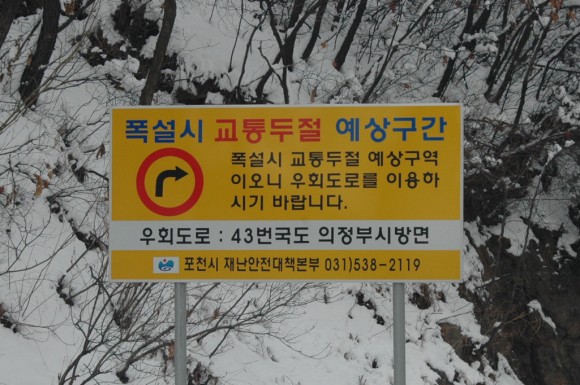 폭설시 교통두절 예상구간
폭설시 교통두절 예상구역
이오니 우회도로를 이용하
시기 바랍니다.
우회도로 : 43번국도 의정부시방면
포천시 재난안전대책본부 031)538-2119